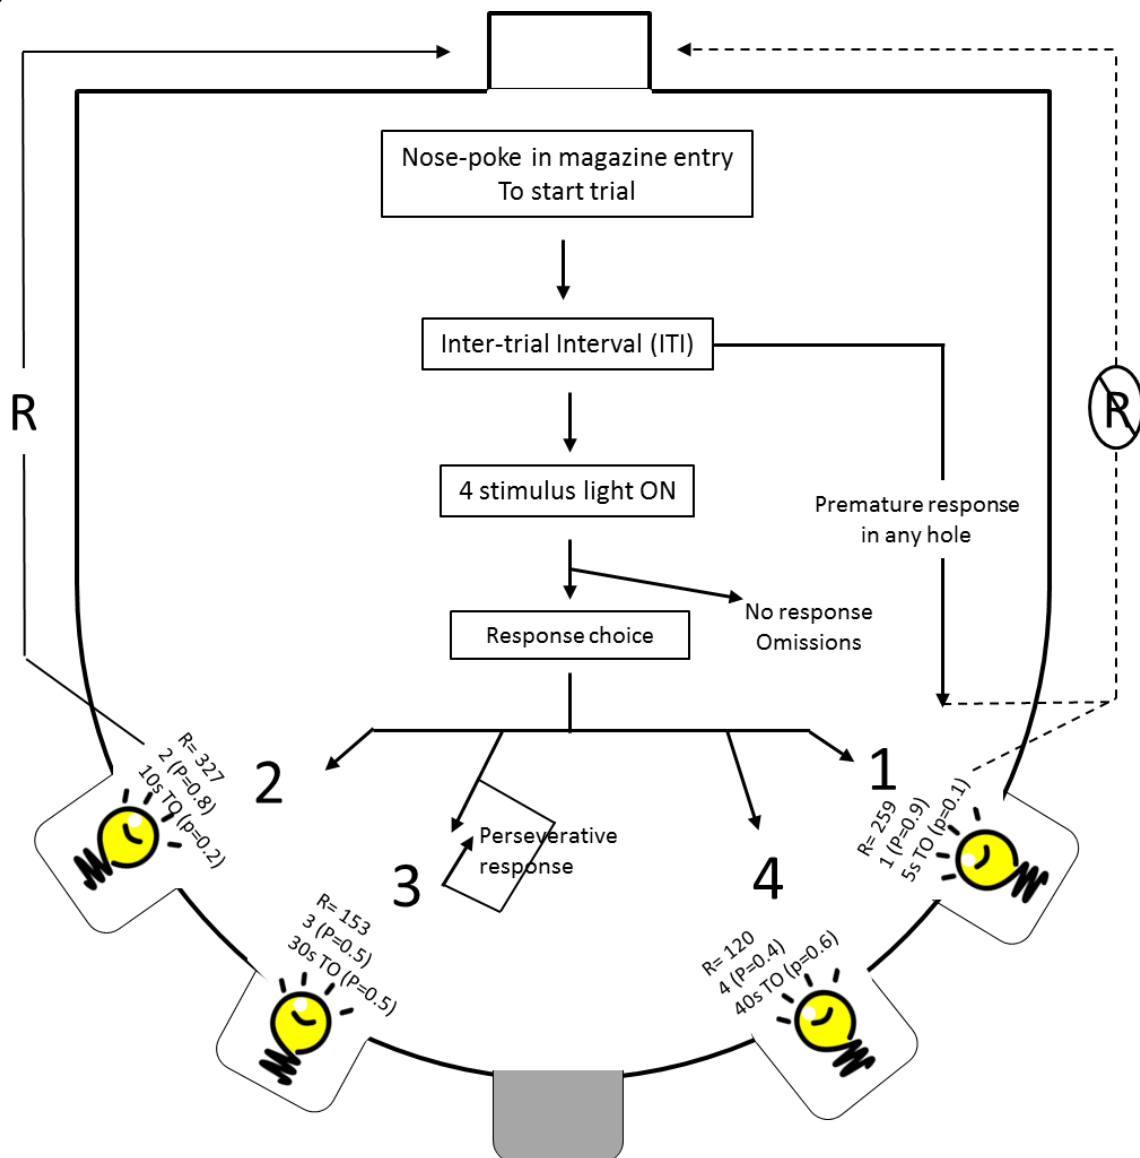 Nose-poke in magazine entry
To start trial
Inter-trial Interval (ITI)
R
R
4 stimulus light ON
Premature response
in any hole
No response
Omissions
Response choice
2
R= 327
2 (P=0.8)
10s TO (p=0.2)
1
R= 259
1 (P=0.9)
5s TO (p=0.1)
Perseverative
response
3
R= 153
3 (P=0.5)
30s TO (P=0.5)
4
R= 120
4 (P=0.4)
40s TO (p=0.6)